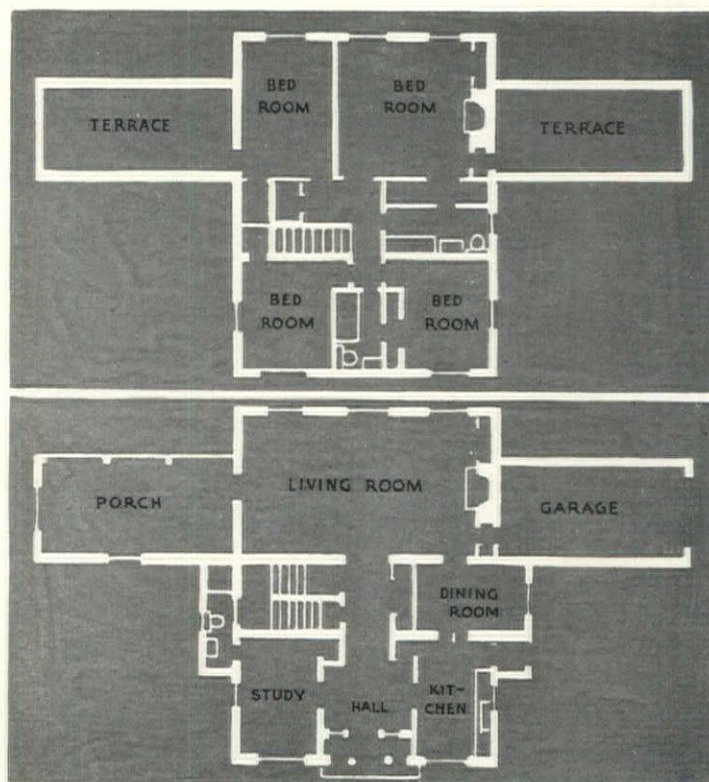 TERRACE
BED
ROOM
BED
ROOM
TERRACE
BED
ROOM
BED
ROOM
PORCH
LIVING ROOM
GARAGE
DINING
ROOM
STUDY
HALL
KIT-
CHEN